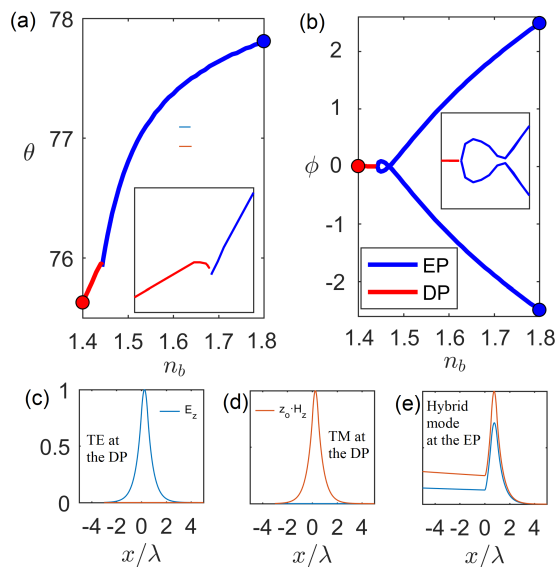 (a)
78
77
76
θ
1.4 1.5 1.6 1.7 1.8
n_b
(b)
2
1
0
-1
-2
ϕ
EP
DP
1.4 1.5 1.6 1.7 1.8
n_b
(c)
1
0.5
0
TE at
the DP
E_z
-4 -2 0 2 4
x/λ
(d)
z_o·H_z
TM at
the DP
-4 -2 0 2 4
x/λ
(e)
Hybrid
mode
at the EP
-4 -2 0 2 4
x/λ